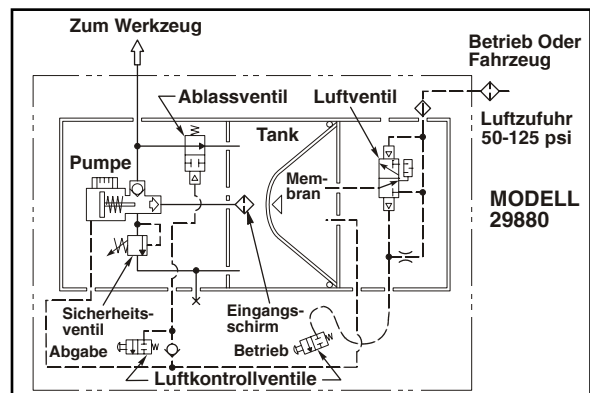 Zum Werkzeug
Betrieb Oder
Fahrzeug
Ablassventil
Luftventil
Luftzufuhr
50-125 psi
Tank
Pumpe
Mem-
bran
MODELL
29880
Sicherheits-
ventil
Eingangs-
schirm
Abgabe
Betrieb
Luftkontrollventile